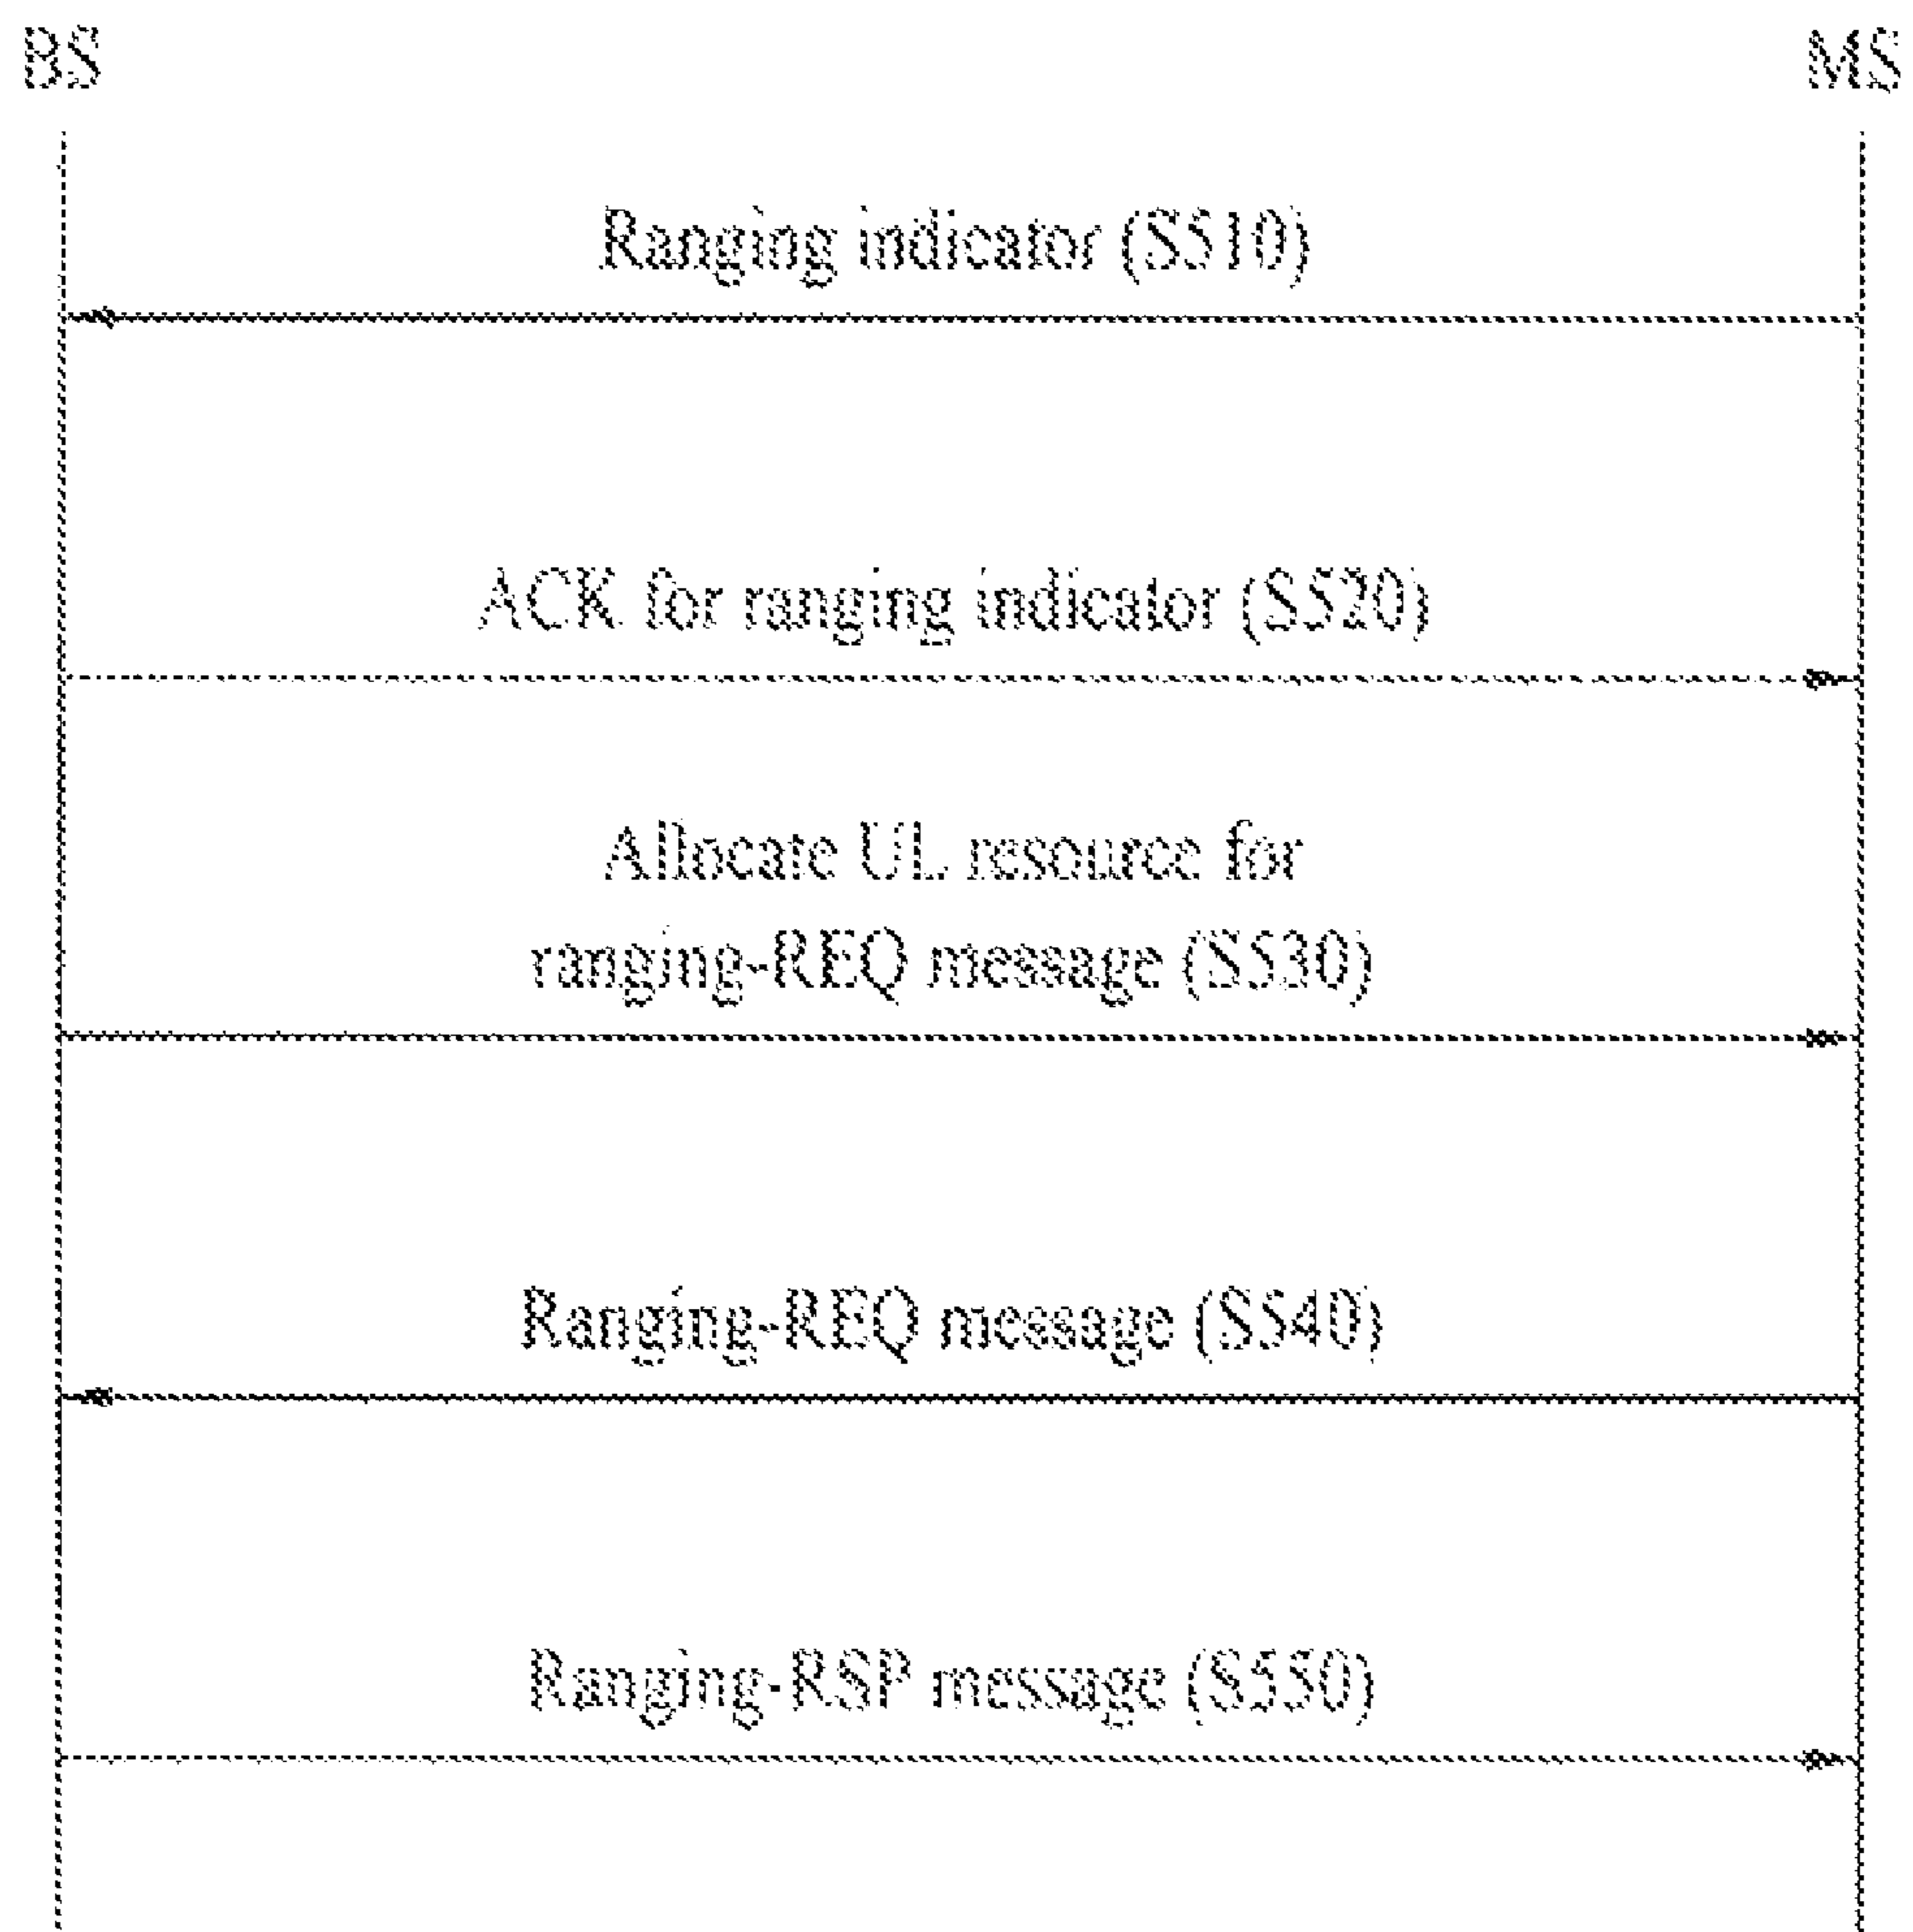 BS
MS
Ranging indicator (S510)
ACK for ranging indicator (S520)
Allocate UL resource for
ranging-REQ message (S530)
Ranging-REQ message (S540)
Ranging-RSP message (S550)